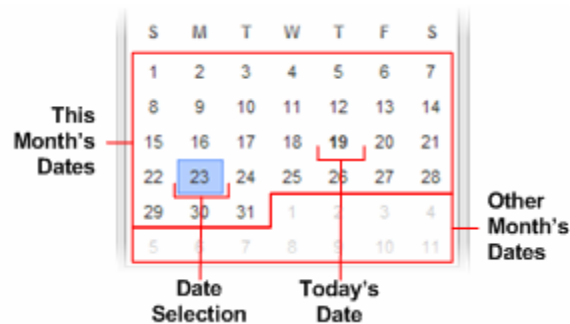 S M T W T F S
1 2 3 4 5 6 7
8 9 10 11 12 13 14
This
Month's
Dates
15 16 17 18 19 20 21
22 23 24 25 26 27 28
29 30 31 1 2 3 4
5 6 7 8 9 10 11
Other
Month's
Dates
Date
Selection
Today's
Date